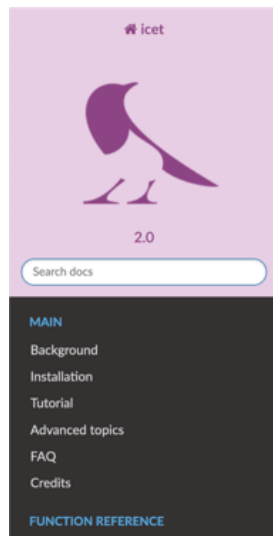 icet
2.0
Search docs
MAIN
Background
Installation
Tutorial
Advanced topics
FAQ
Credits
FUNCTION REFERENCE